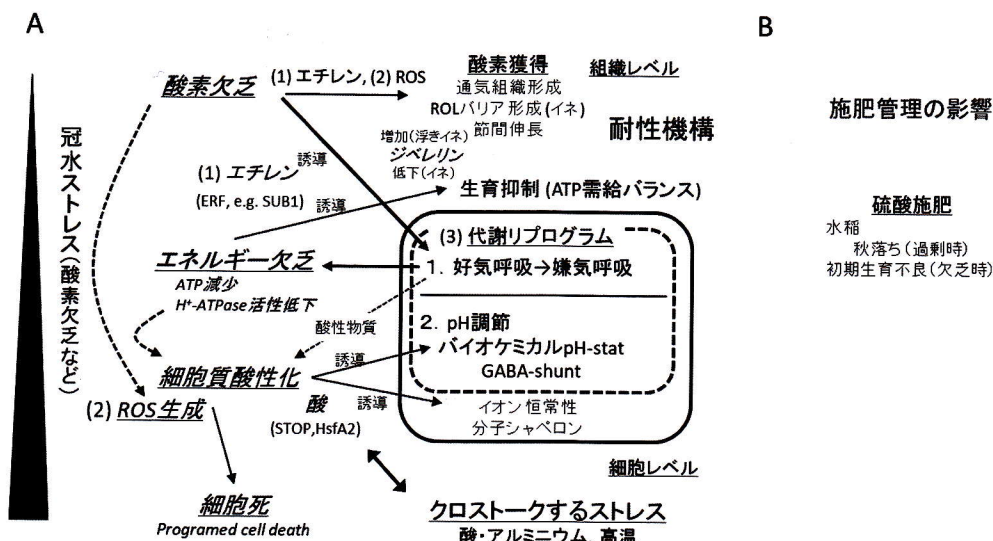 A
B
酸素欠乏
(1) エチレン, (2) ROS
酸素獲得
組織レベル
通気組織形成
ROLバリア形成(イネ)
節間伸長
耐性機構
増加(浮きイネ)
ジベレリン
低下(イネ)
誘導
(1) エチレン
(ERF, e.g. SUB1)
誘導
生育抑制(ATP需給バランス)
冠水ストレス(酸素欠乏など)
(3) 代謝リプログラム
1. 好気呼吸→嫌気呼吸
エネルギー欠乏
ATP減少
H⁺-ATPase活性低下
酸性物質
2. pH調節
バイオケミカルpH-stat
GABA-shunt
誘導
細胞質酸性化
(2) ROS生成
酸
誘導
(STOP,HsfA2)
イオン恒常性
分子シャペロン
細胞レベル
細胞死
Programed cell death
クロストークするストレス
酸・アルミニウム, 高温
施肥管理の影響
硫酸施肥
水稲
秋落ち(過剰時)
初期生育不良(欠乏時)